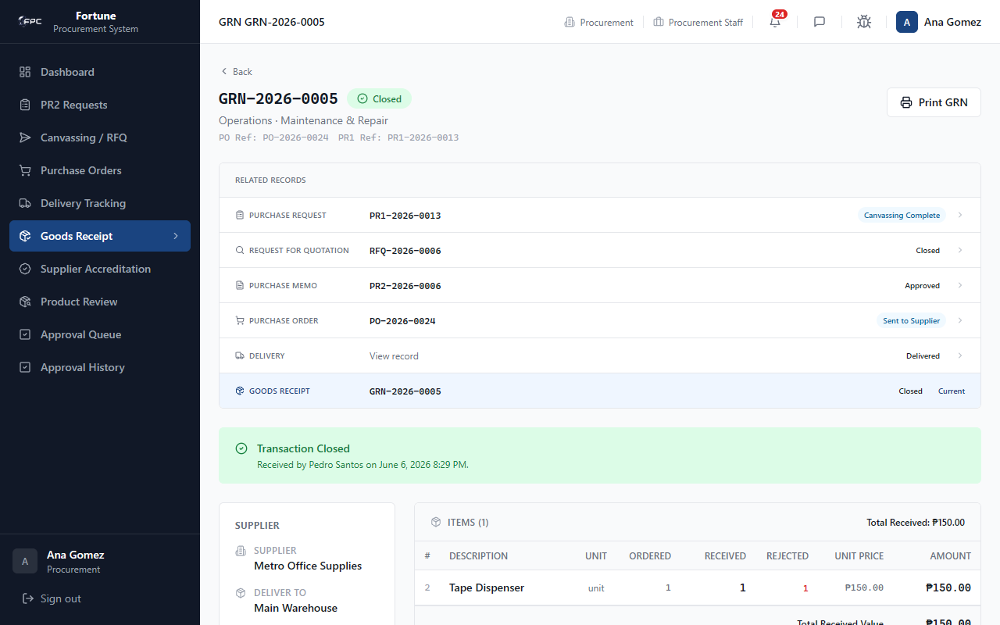 FPC
Fortune
Procurement System
GRN GRN-2026-0005
Procurement
Procurement Staff
24
A
Ana Gomez
Dashboard
PR2 Requests
Canvassing / RFQ
Purchase Orders
Delivery Tracking
Goods Receipt
Supplier Accreditation
Product Review
Approval Queue
Approval History
A
Ana Gomez
Procurement
Sign out
Back
GRN-2026-0005
Closed
Print GRN
Operations · Maintenance & Repair
PO Ref: PO-2026-0024 PR1 Ref: PR1-2026-0013
RELATED RECORDS
PURCHASE REQUEST PR1-2026-0013 Canvassing Complete
REQUEST FOR QUOTATION RFQ-2026-0006 Closed
PURCHASE MEMO PR2-2026-0006 Approved
PURCHASE ORDER PO-2026-0024 Sent to Supplier
DELIVERY View record Delivered
GOODS RECEIPT GRN-2026-0005 Closed Current
Transaction Closed
Received by Pedro Santos on June 6, 2026 8:29 PM.
SUPPLIER
SUPPLIER
Metro Office Supplies
DELIVER TO
Main Warehouse
ITEMS (1) Total Received: ₱150.00
# DESCRIPTION UNIT ORDERED RECEIVED REJECTED UNIT PRICE AMOUNT
2 Tape Dispenser unit 1 1 1 ₱150.00 ₱150.00
Total Received Value ₱150.00